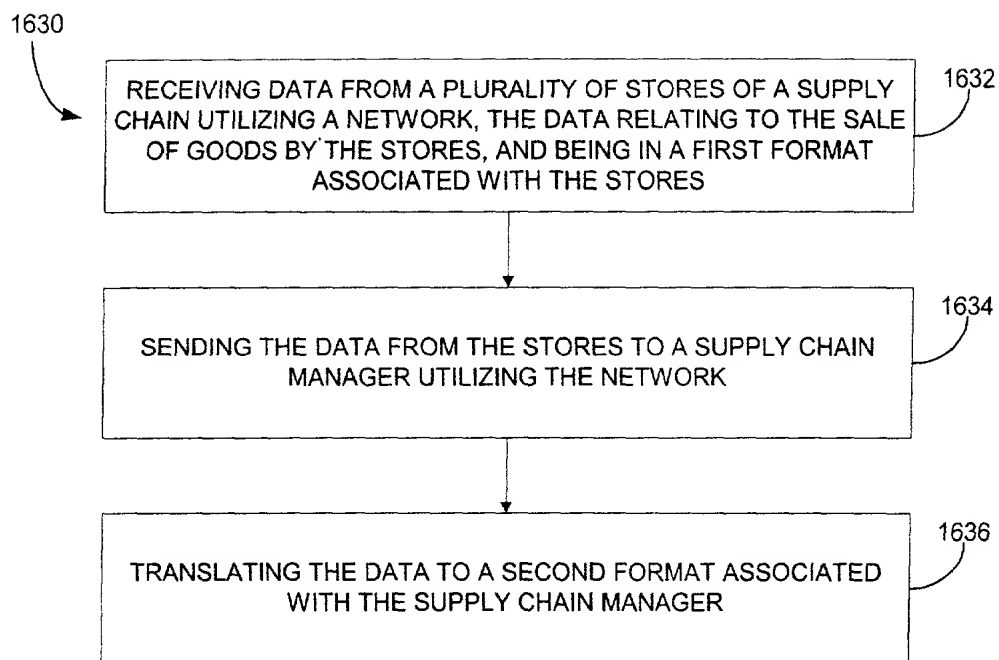 1630
RECEIVING DATA FROM A PLURALITY OF STORES OF A SUPPLY
CHAIN UTILIZING A NETWORK, THE DATA RELATING TO THE SALE
OF GOODS BY THE STORES, AND BEING IN A FIRST FORMAT
ASSOCIATED WITH THE STORES
1632
SENDING THE DATA FROM THE STORES TO A SUPPLY CHAIN
MANAGER UTILIZING THE NETWORK
1634
TRANSLATING THE DATA TO A SECOND FORMAT ASSOCIATED
WITH THE SUPPLY CHAIN MANAGER
1636